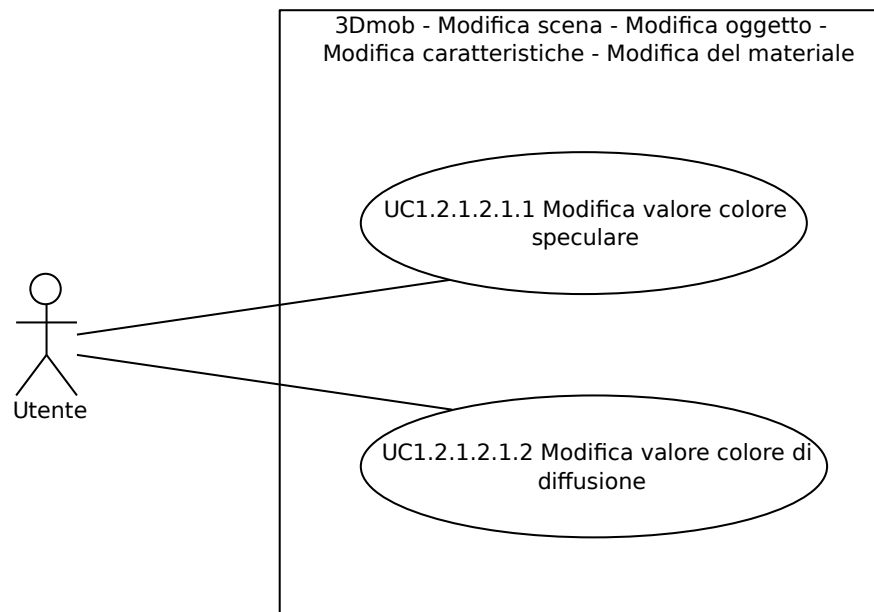 3Dmob - Modifica scena - Modifica oggetto -
Modifica caratteristiche - Modifica del materiale
UC1.2.1.2.1.1 Modifica valore colore
speculare
Utente
UC1.2.1.2.1.2 Modifica valore colore di
diffusione